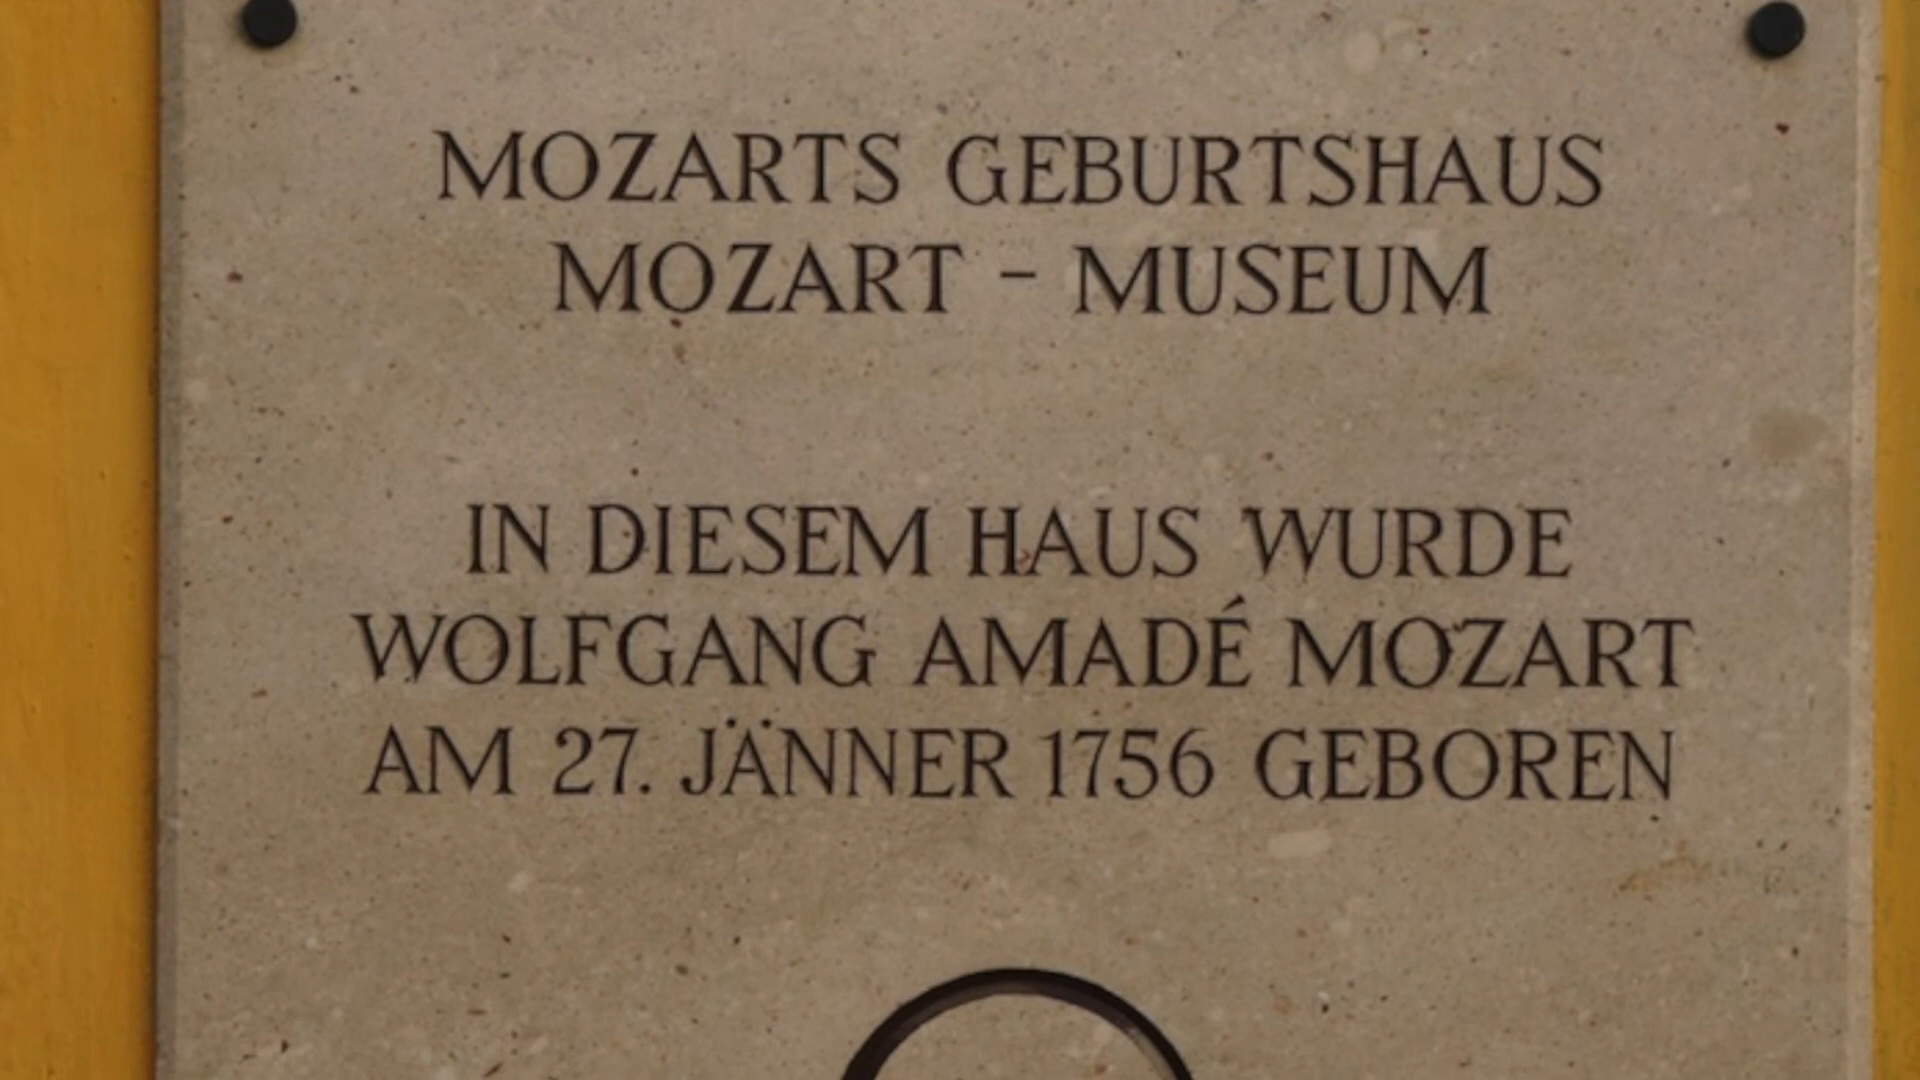 MOZARTS GEBURTSHAUS
MOZART - MUSEUM
IN DIESEM HAUS WURDE
WOLFGANG AMADÉ MOZART
AM 27. JÄNNER 1756 GEBOREN